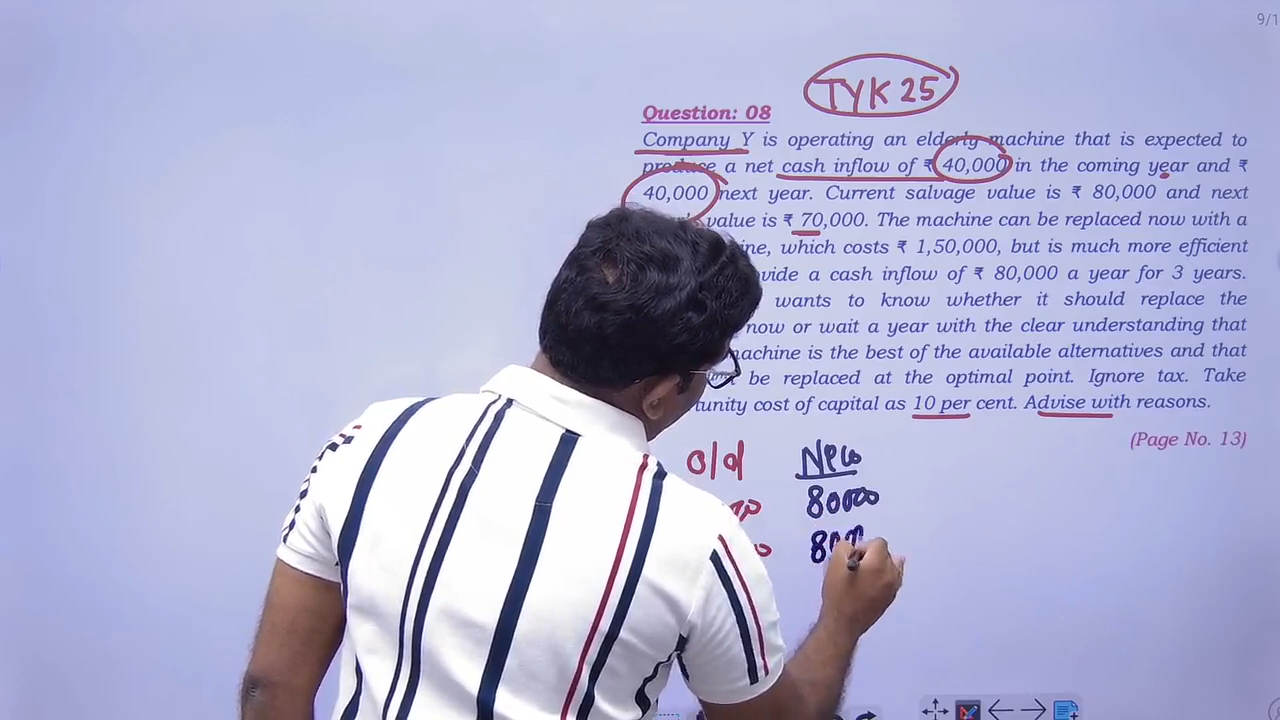 9/1
TYK 25
Question: 08
Company Y is operating an elderly machine that is expected to
produce a net cash inflow of ₹ 40,000 in the coming year and ₹
40,000 next year. Current salvage value is ₹ 80,000 and next
value is ₹ 70,000. The machine can be replaced now with a
ine, which costs ₹ 1,50,000, but is much more efficient
vide a cash inflow of ₹ 80,000 a year for 3 years.
wants to know whether it should replace the
now or wait a year with the clear understanding that
machine is the best of the available alternatives and that
be replaced at the optimal point. Ignore tax. Take
tunity cost of capital as 10 per cent. Advise with reasons.
(Page No. 13)
Old New
80000